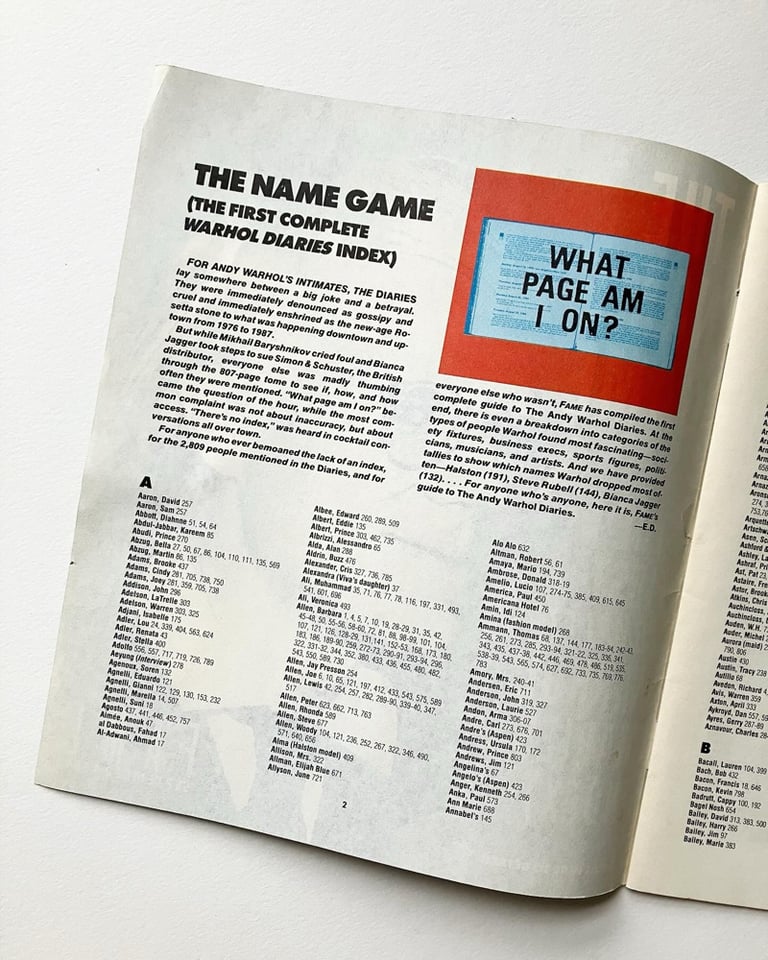 THE NAME GAME
(THE FIRST COMPLETE
WARHOL DIARIES INDEX)
FOR ANDY WARHOL'S INTIMATES, THE DIARIES
lay somewhere between a big joke and a betrayal.
They were immediately denounced as gossipy and
cruel and immediately enshrined as the new-age Ro-
setta stone to what was happening downtown and up-
town from 1976 to 1987.
But while Mikhail Baryshnikov cried foul and Bianca
Jagger took steps to sue Simon & Schuster, the British
distributor, everyone else was madly thumbing
through the 807-page tome to see if, how, and how
often they were mentioned. "What page am I on?" be-
came the question of the hour, while the most com-
mon complaint was not about inaccuracy, but about
access. "There's no index," was heard in cocktail con-
versations all over town.
For anyone who ever bemoaned the lack of an index,
for the 2,809 people mentioned in the Diaries, and for
WHAT
PAGE AM
I ON?
everyone else who wasn't, FAME has compiled the first
complete guide to The Andy Warhol Diaries. At the
end, there is even a breakdown into categories of the
types of people Warhol found most fascinating—soci-
ety fixtures, business execs, sports figures, politi-
cians, musicians, and artists. And we have provided
tallies to show which names Warhol dropped most of-
ten—Halston (191), Steve Rubell (144), Bianca Jagger
(132). . . . For anyone who's anyone, here it is, FAME's
guide to The Andy Warhol Diaries.
—E.D.
A
Aaron, David 257
Aaron, Sam 257
Abbott, Diahnne 51, 54, 64
Abdul-Jabbar, Kareem 85
Abudi, Prince 270
Abzug, Bella 27, 50, 67, 86, 104, 110, 111, 135, 569
Abzug, Martin 86, 135
Adams, Brooke 437
Adams, Cindy 281, 705, 738, 750
Adams, Joey 281, 359, 705, 738
Addison, John 296
Adelson, LaTrelle 303
Adelson, Warren 303, 325
Adjani, Isabelle 175
Adler, Lou 24, 339, 404, 563, 624
Adler, Renata 43
Adler, Stella 400
Adolfo 556, 557, 717, 719, 726, 789
Aeyung (Interview) 278
Agenoux, Soren 132
Agnelli, Eduardo 121
Agnelli, Gianni 122, 129, 130, 153, 232
Agnelli, Marella 14, 507
Agnelli, Suni 18
Agosto 437, 441, 446, 452, 757
Aimée, Anouk 47
al Dabbous, Fahad 17
Al-Adwani, Ahmad 17
Albee, Edward 260, 289, 509
Albert, Eddie 135
Albert, Prince 303, 462, 735
Albrizzi, Alessandro 65
Alda, Alan 288
Aldrin, Buzz 476
Alexander, Cris 327, 736, 785
Alexandra (Viva's daughter) 37
Ali, Muhammad 35, 71, 76, 77, 78, 116, 197, 331, 493,
541, 601, 696
Ali, Veronica 493
Allen, Barbara 1, 4, 5, 7, 10, 19, 28-29, 31, 35, 42,
45-48, 50, 55-56, 58-60, 72, 81, 88, 98-99, 101, 104,
107, 121, 126, 128-29, 131, 141, 152-53, 168, 173, 180,
183, 186, 189-90, 259, 272-73, 290-91, 293-94, 296,
322, 331-32, 344, 352, 380, 433, 436, 455, 480, 482,
543, 550, 589, 730
Allen, Jay Presson 254
Allen, Joe 6, 10, 65, 121, 197, 412, 433, 543, 575, 589
Allen, Lewis 42, 254, 257, 282, 289-90, 339-40, 347,
517
Allen, Peter 623, 662, 713, 763
Allen, Rhonda 589
Allen, Steve 677
Allen, Woody 104, 121, 236, 252, 267, 322, 346, 490,
571, 640, 656
Alma (Halston model) 409
Allison, Mrs. 322
Allman, Elijah Blue 671
Allyson, June 721
Alo Alo 632
Altman, Robert 56, 61
Amaya, Mario 194, 739
Ambrose, Donald 318-19
Amelio, Lucio 107, 274-75, 385, 409, 615, 645
America, Paul 450
Americana Hotel 76
Amin, Idi 124
Amina (fashion model) 268
Ammann, Thomas 68, 137, 144, 177, 183-84, 242-43,
256, 261, 273, 285, 293-94, 321-22, 325, 336, 341,
343, 435, 437-38, 442, 446, 469, 478, 486, 519, 535,
538-39, 543, 565, 574, 627, 692, 733, 735, 769, 776,
783
Amory, Mrs. 240-41
Andersen, Eric 711
Anderson, John 319, 327
Anderson, Laurie 527
Andon, Arma 306-07
Andre, Carl 273, 676, 701
Andre's (Aspen) 423
Andress, Ursula 170, 172
Andrew, Prince 803
Andrews, Jim 121
Angelina's 67
Angelo's (Aspen) 423
Anger, Kenneth 254, 266
Anka, Paul 573
Ann Marie 688
Annabel's 145
2
B
Bacall, Lauren 104, 399
Bach, Bob 432
Bacon, Francis 18, 646
Bacon, Kevin 798
Badrutt, Cappy 100, 192
Bagel Nosh 654
Bailey, David 313, 383, 500
Bailey, Harry 266
Bailey, Jim 97
Bailey, Marie 383